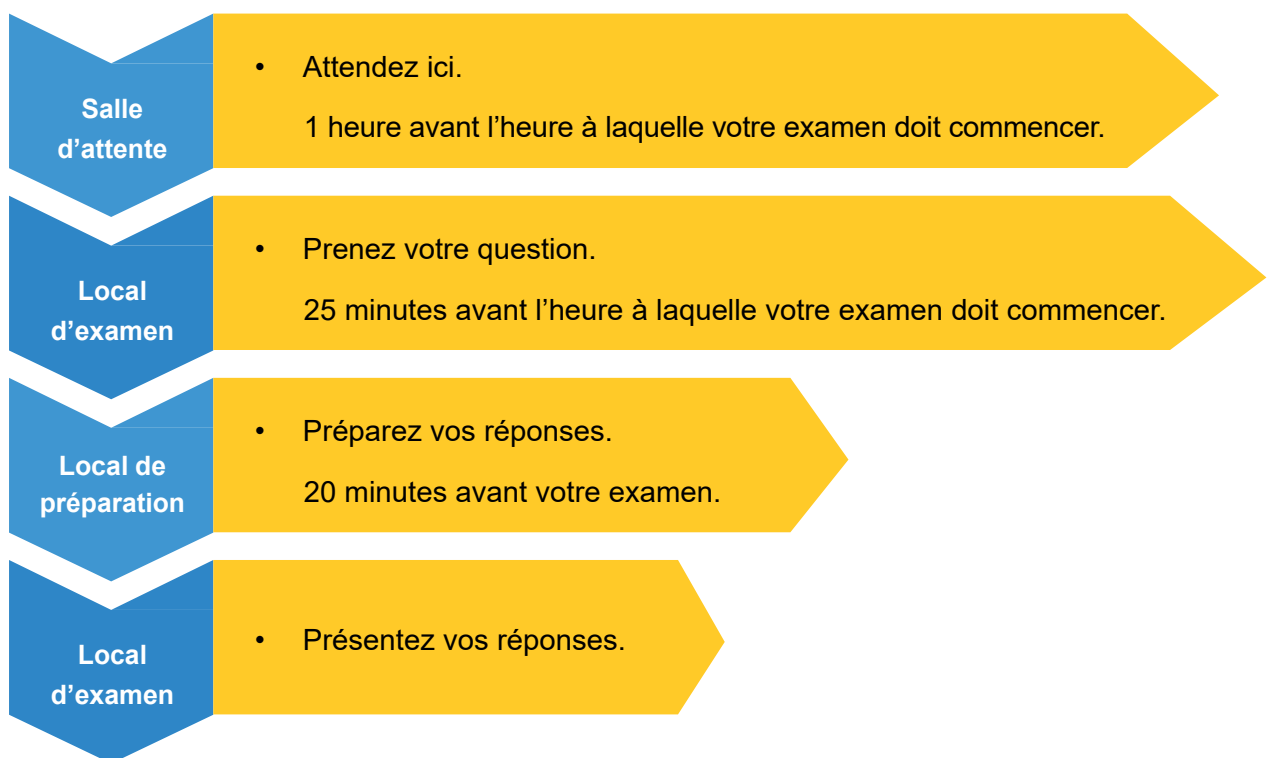 Salle
d’attente
• Attendez ici.
1 heure avant l’heure à laquelle votre examen doit commencer.
Local
d’examen
• Prenez votre question.
25 minutes avant l’heure à laquelle votre examen doit commencer.
Local de
préparation
• Préparez vos réponses.
20 minutes avant votre examen.
Local
d’examen
• Présentez vos réponses.